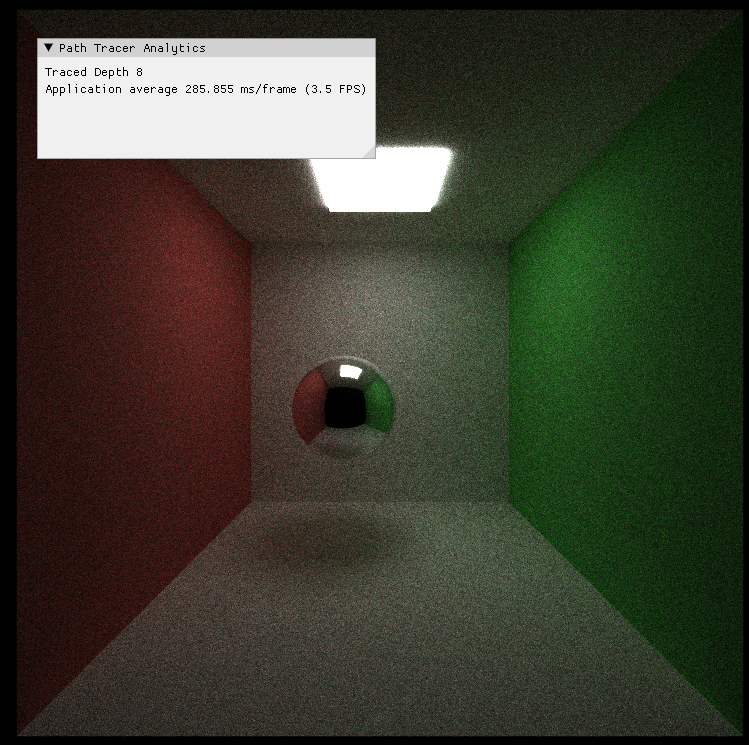 Path Tracer Analytics
Traced Depth 8
Application average 285.855 ms/frame (3.5 FPS)